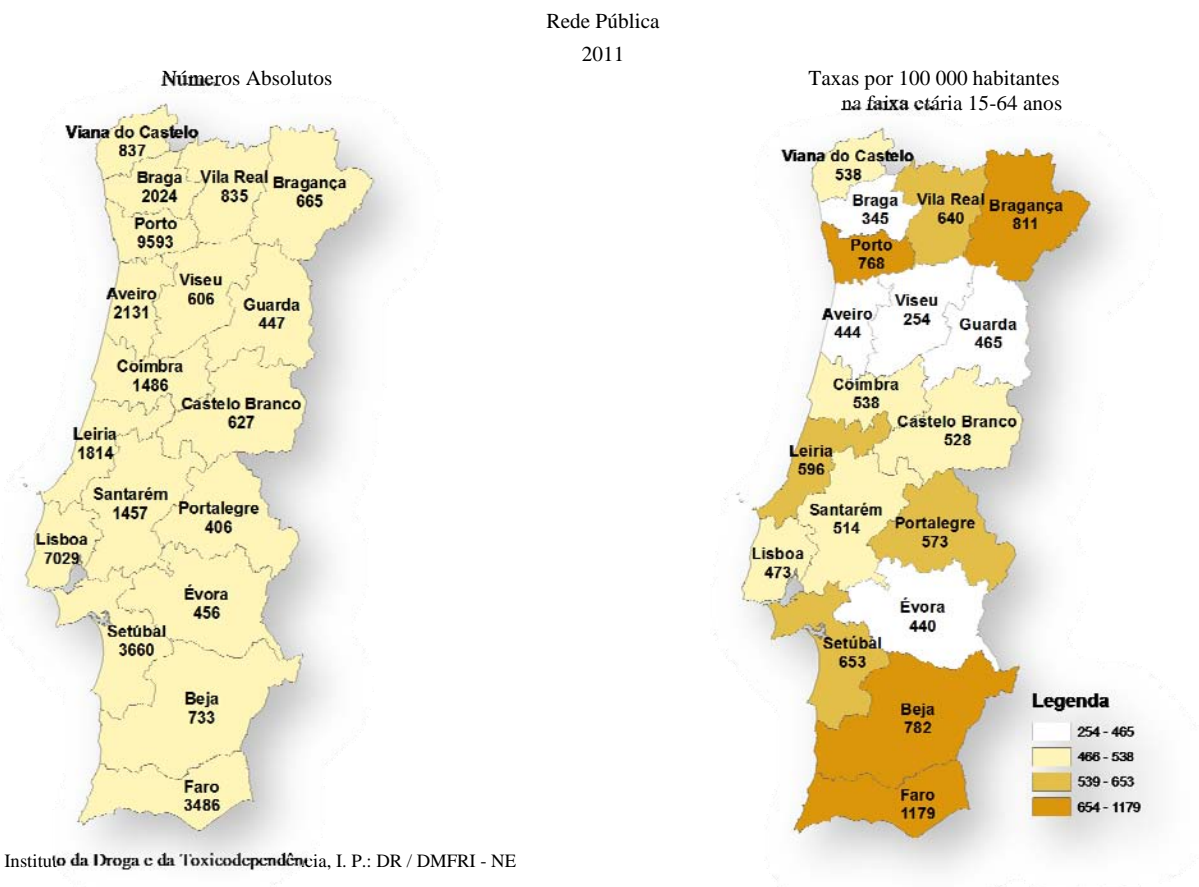 Rede Pública
2011
Números Absolutos
Viana do Castelo
837
Braga
2024
Vila Real
835
Bragança
665
Porto
9593
Aveiro
2131
Viseu
606
Guarda
447
Coimbra
1486
Castelo Branco
627
Leiria
1814
Santarém
1457
Portalegre
406
Lisboa
7029
Évora
456
Setúbal
3660
Beja
733
Faro
3486
Taxas por 100 000 habitantes
na faixa etária 15-64 anos
Viana do Castelo
538
Braga
345
Vila Real
640
Bragança
811
Porto
768
Aveiro
444
Viseu
254
Guarda
465
Coimbra
538
Castelo Branco
528
Leiria
596
Santarém
514
Portalegre
573
Lisboa
473
Évora
440
Setúbal
653
Beja
782
Faro
1179
Legenda
254 - 465
466 - 538
539 - 653
654 - 1179
Instituto da Droga e da Toxicodependência, I. P.: DR / DMFRI - NE